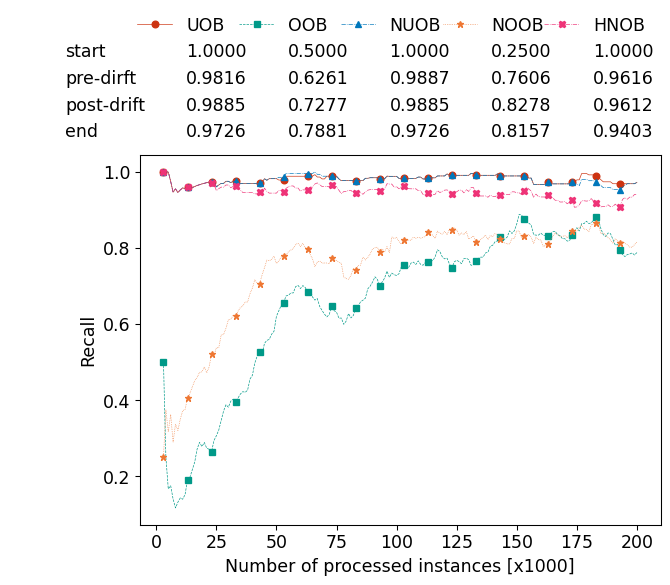 UOB OOB NUOB NOOB HNOB
start 1.0000 0.5000 1.0000 0.2500 1.0000
pre-dirft 0.9816 0.6261 0.9887 0.7606 0.9616
post-drift 0.9885 0.7277 0.9885 0.8278 0.9612
end 0.9726 0.7881 0.9726 0.8157 0.9403
1.0
0.8
0.6
0.4
0.2
Recall
0 25 50 75 100 125 150 175 200
Number of processed instances [x1000]